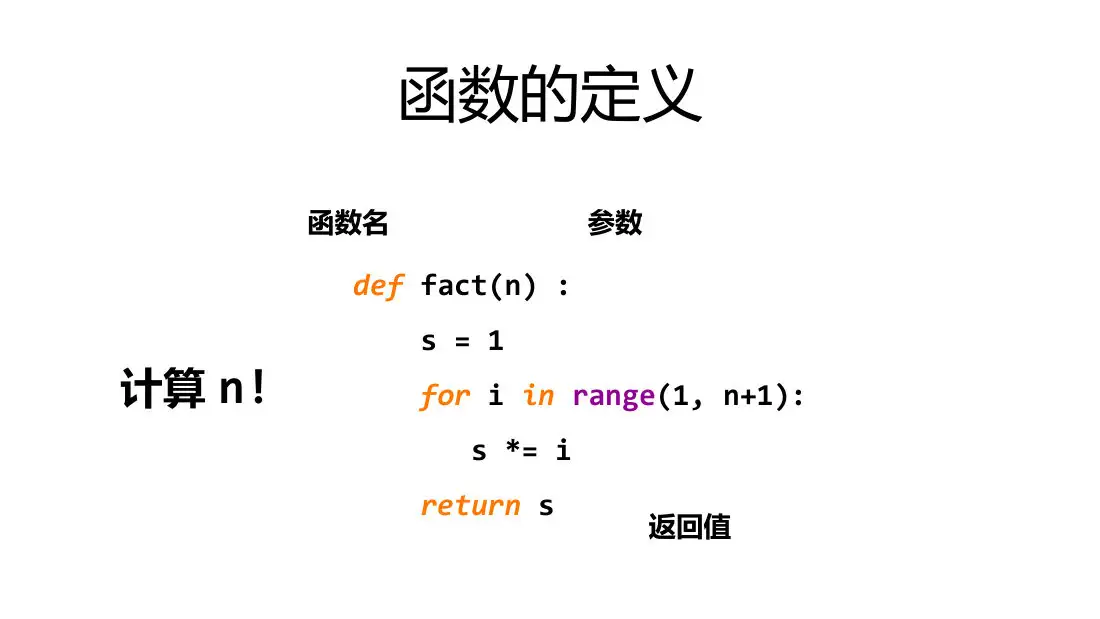 函数的定义
函数名 参数
def fact(n) :
s = 1
计算 n!
for i in range(1, n+1):
s *= i
return s
返回值